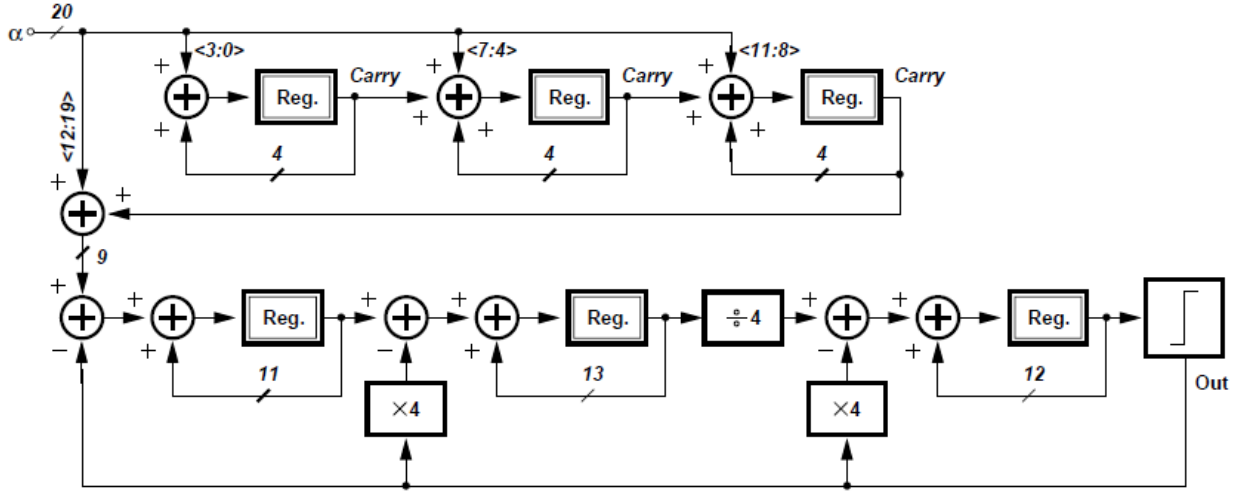 20
α
<3:0>
<7:4>
<11:8>
Carry
Carry
Carry
+ + Reg.
+ + Reg.
+ + Reg.
+
+
+
4
4
4
<12:19>
+ + +
9
+ + + + Reg.
+ + + + Reg.
÷4
+ + + + Reg.
− +
− +
− +
11
13
12
×4
×4
Out